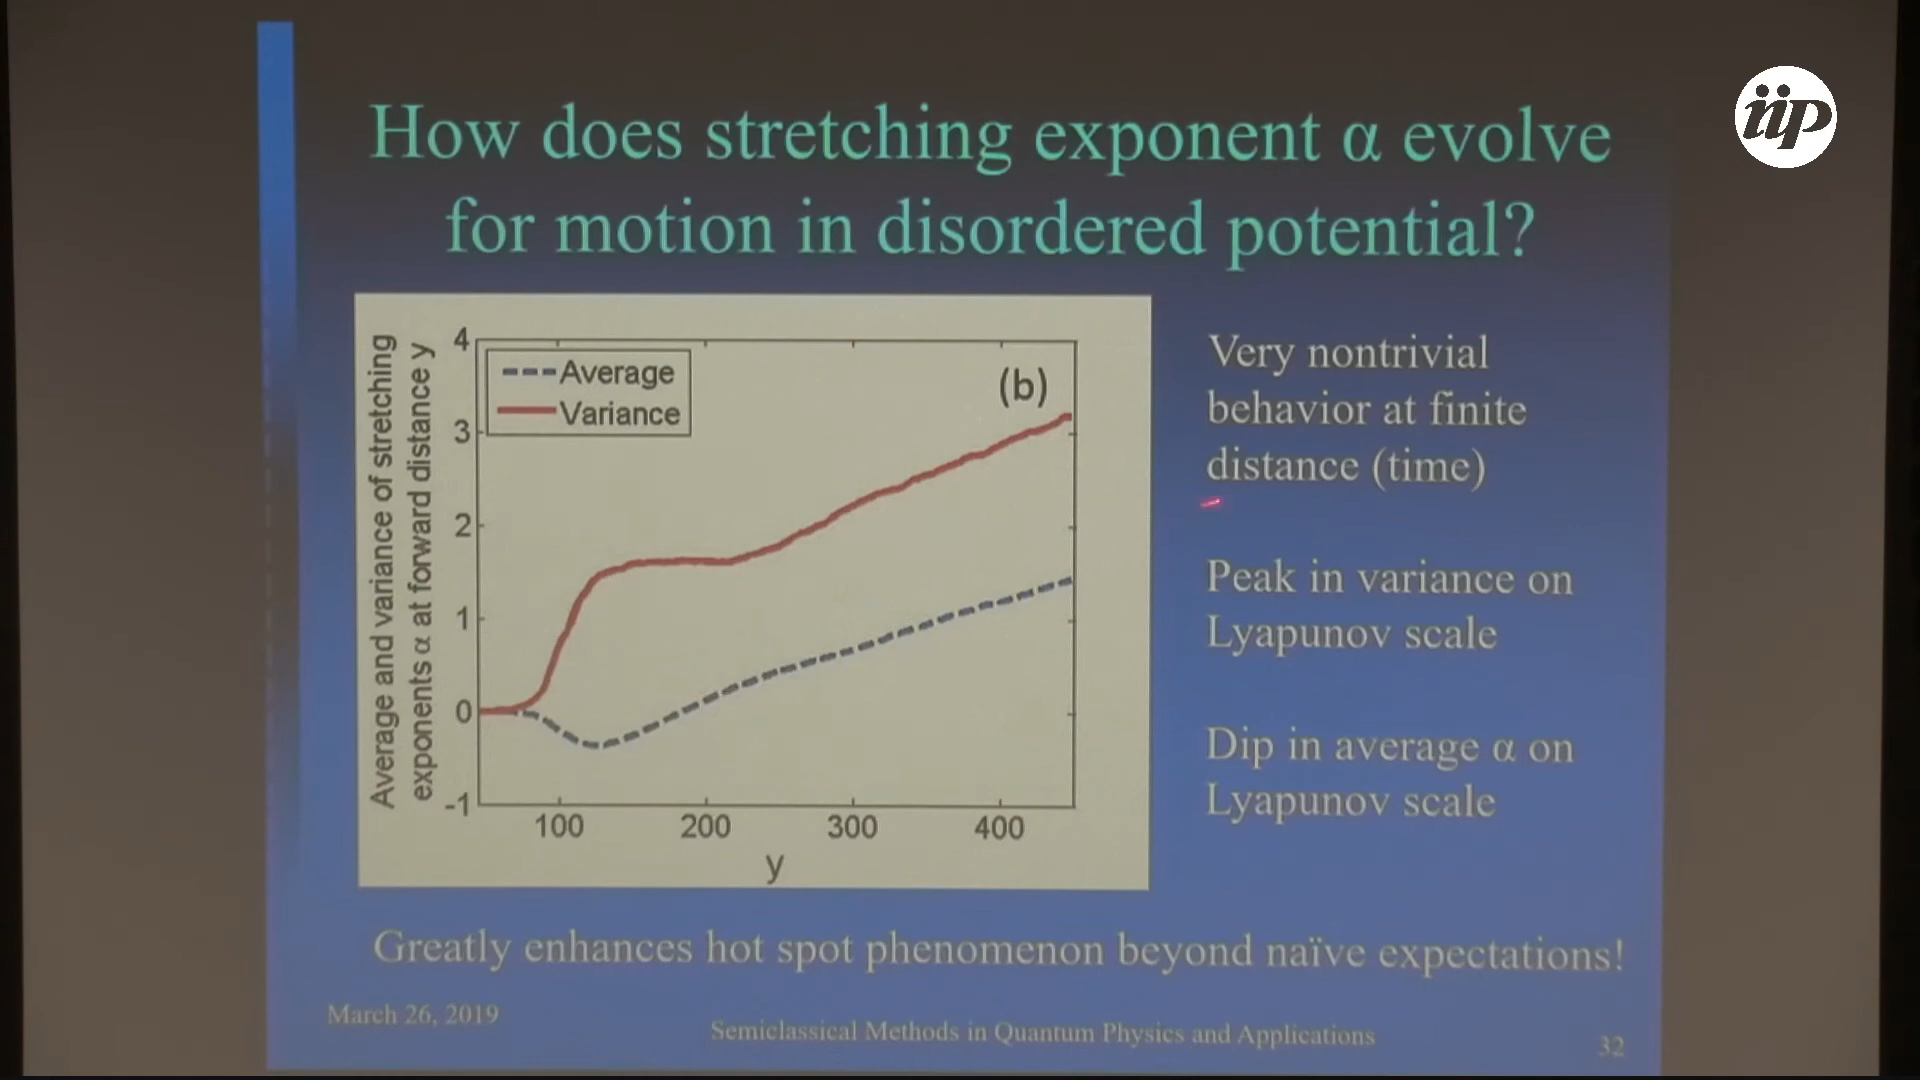 iip
How does stretching exponent α evolve
for motion in disordered potential?
Average and variance of stretching
exponents α at forward distance y
4
3
2
1
0
-1
Average
Variance
(b)
100 200 300 400
y
Very nontrivial
behavior at finite
distance (time)
Peak in variance on
Lyapunov scale
Dip in average α on
Lyapunov scale
Greatly enhances hot spot phenomenon beyond naïve expectations!
March 26, 2019
Semiclassical Methods in Quantum Physics and Applications
32